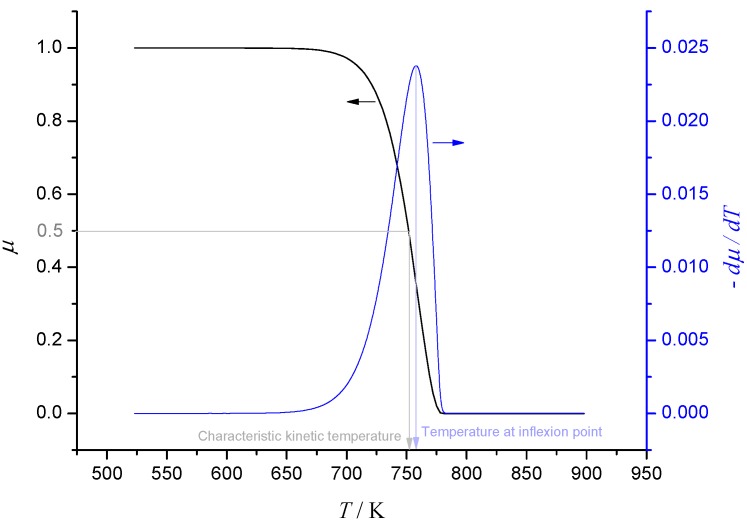 1.0
0.8
0.6
0.5
0.4
0.2
0.0
μ
0.025
0.020
0.015
0.010
0.005
0.000
- dμ / dT
Characteristic kinetic temperature
Temperature at inflexion point
500 550 600 650 700 750 800 850 900 950
T / K